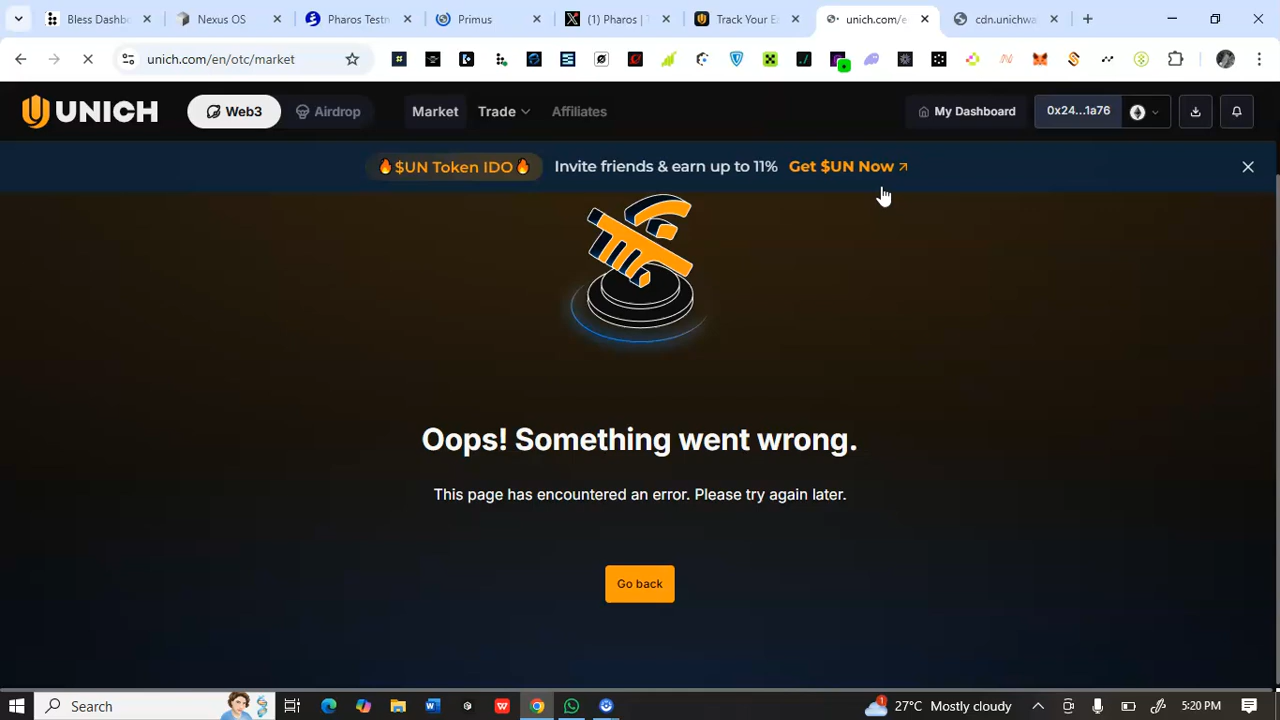 Bless Dashb
Nexus OS
Pharos Testn
Primus
(1) Pharos | T
Track Your E
unich.com/e
cdn.unichwa
unich.com/en/otc/market
UNICH
Web3
Airdrop
Market
Trade
Affiliates
My Dashboard
0x24...1a76
$UN Token IDO
Invite friends & earn up to 11%
Get $UN Now
Oops! Something went wrong.
This page has encountered an error. Please try again later.
Go back
Search
27°C Mostly cloudy
5:20 PM